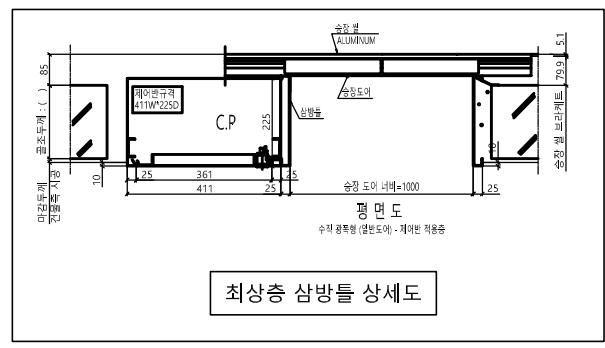 승장 씰
ALUMINUM
5.1
85
79.9
제어반규격
411W*225D
C.P
225
삼방틀
승장도어
골조두께 : (    )
승장 씰 브라케트
10
10
25
361
25
411
25
승장 도어 너비=1000
25
마감두께
건물측 시공
평 면 도
수직 광폭형 (일반도어) - 제어반 적용층
최상층 삼방틀 상세도